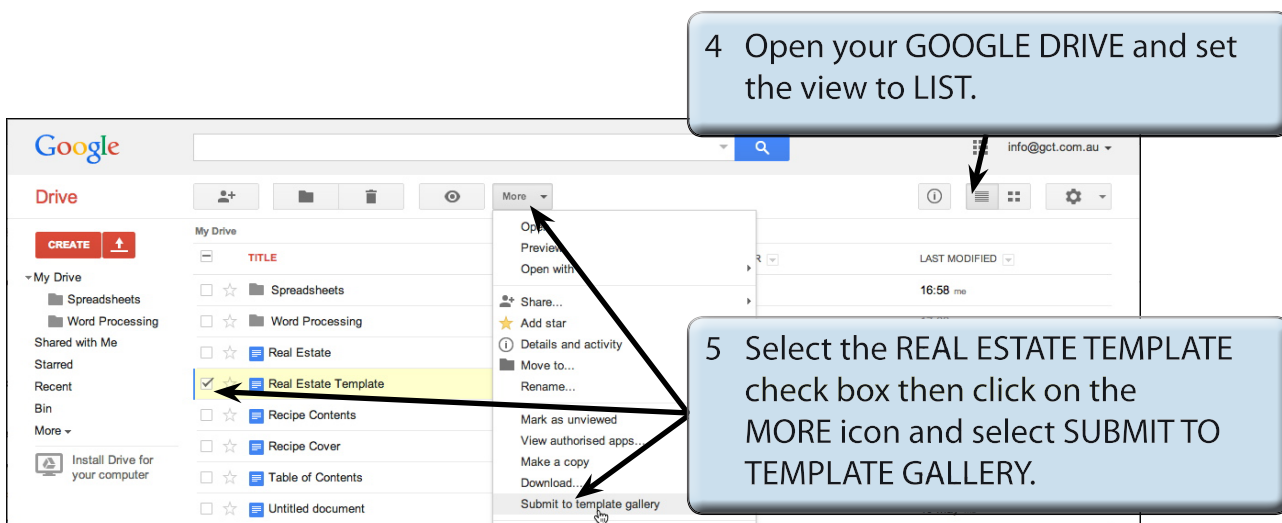 4 Open your GOOGLE DRIVE and set
the view to LIST.
Google
info@gct.com.au
Drive
More
CREATE
My Drive
Spreadsheets
Word Processing
Shared with Me
Starred
Recent
Bin
More
Install Drive for
your computer
My Drive
TITLE
LAST MODIFIED
Spreadsheets
16:58 me
Word Processing
Real Estate
Real Estate Template
Recipe Contents
Recipe Cover
Table of Contents
Untitled document
Open
Preview
Open with
Share...
Add star
Details and activity
Move to...
Rename...
Mark as unviewed
View authorised apps...
Make a copy
Download...
Submit to template gallery
5 Select the REAL ESTATE TEMPLATE
check box then click on the
MORE icon and select SUBMIT TO
TEMPLATE GALLERY.